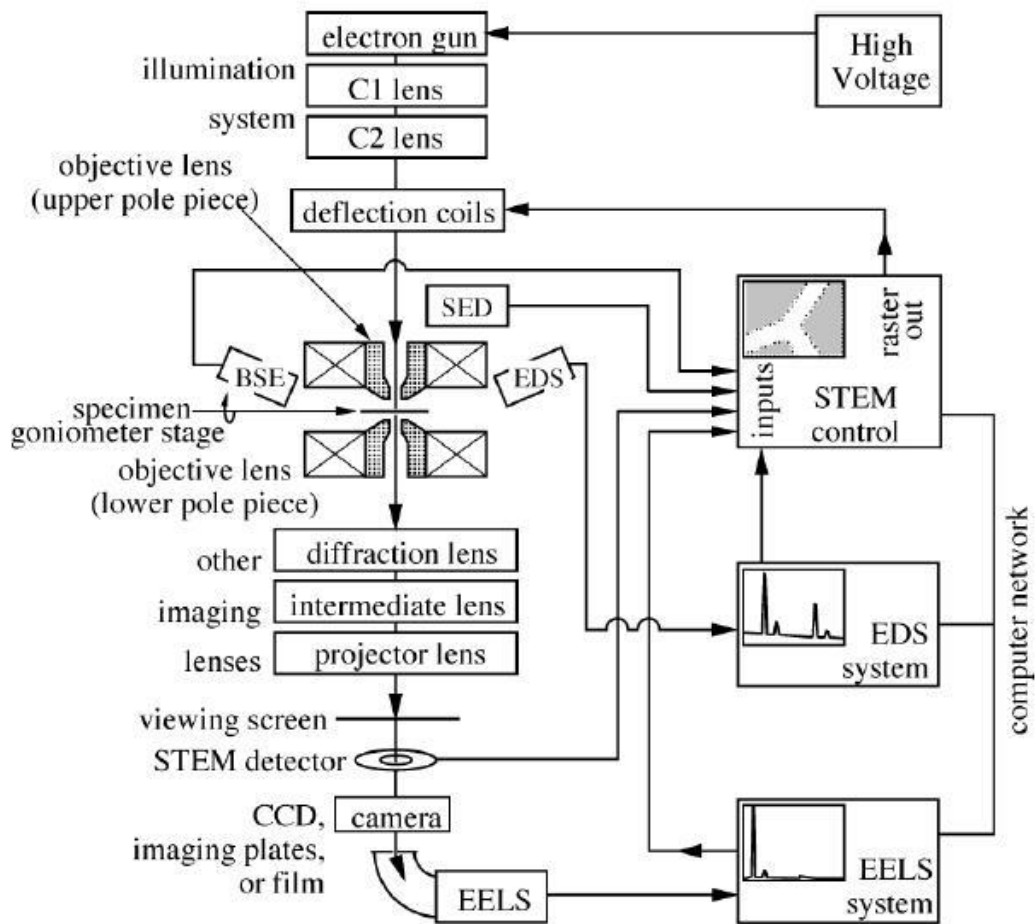 electron gun
High
Voltage
illumination
system
C1 lens
C2 lens
objective lens
(upper pole piece)
deflection coils
SED
BSE
EDS
raster
out
inputs
STEM
control
specimen
goniometer stage
objective lens
(lower pole piece)
other
imaging
lenses
diffraction lens
intermediate lens
projector lens
EDS
system
computer network
viewing screen
STEM detector
CCD,
imaging plates,
or film
camera
EELS
EELS
system